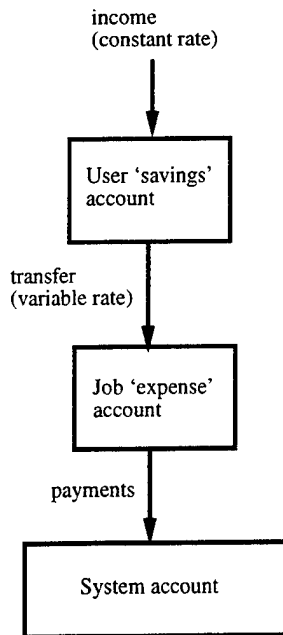 income
(constant rate)
User ‘savings’
account
transfer
(variable rate)
Job ‘expense’
account
payments
System account